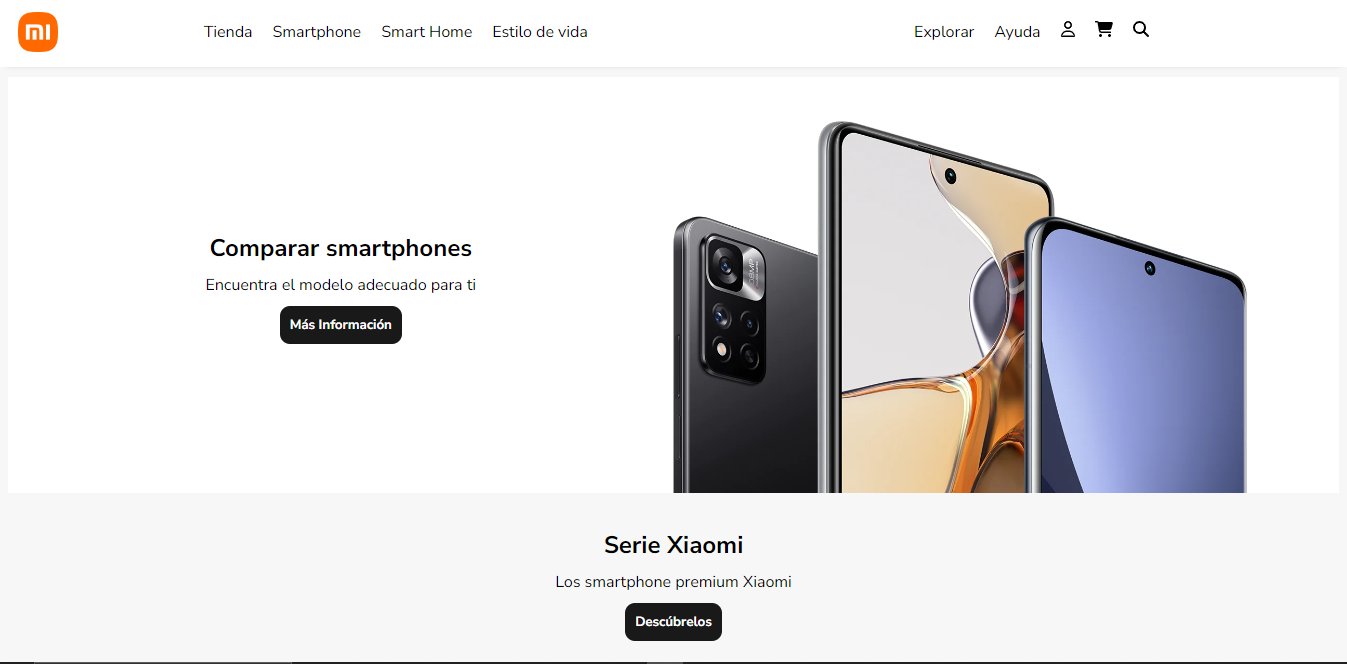 mi
Tienda Smartphone Smart Home Estilo de vida Explorar Ayuda
Comparar smartphones
Encuentra el modelo adecuado para ti
Más Información
Serie Xiaomi
Los smartphone premium Xiaomi
Descúbrelos